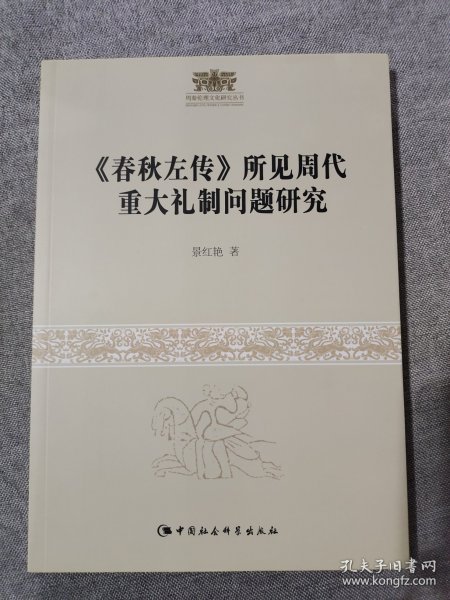 周秦伦理文化研究丛书
《春秋左传》所见周代
重大礼制问题研究
景红艳 著
中国社会科学出版社
孔夫子旧书网
www.kongfz.com